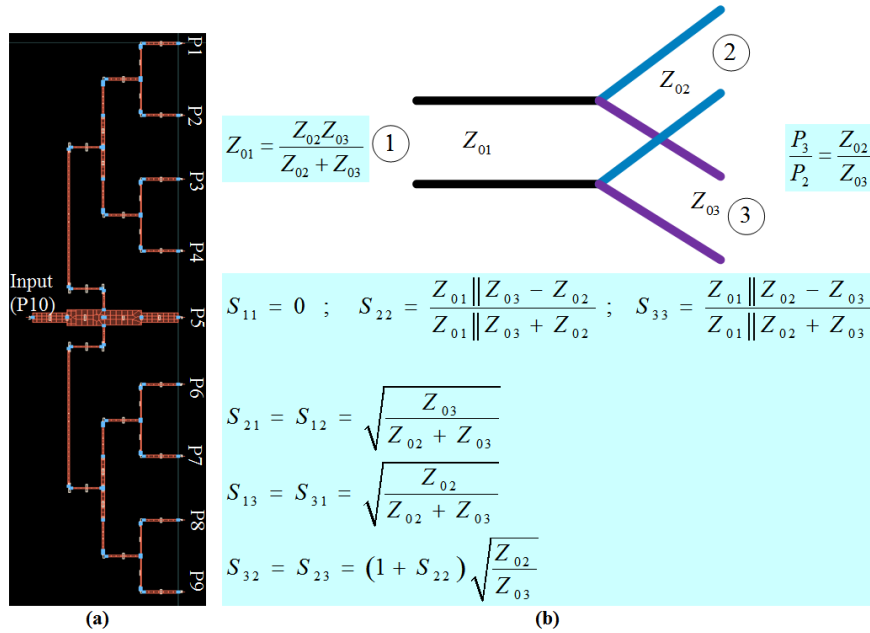 P1
P2
P3
P4
Input
(P10)
P5
P6
P7
P8
P9
(a)
Z₀₁ = Z₀₂Z₀₃ / (Z₀₂ + Z₀₃)
1
Z₀₁
2
Z₀₂
Z₀₃
3
P₃ / P₂ = Z₀₂ / Z₀₃
S₁₁ = 0 ; S₂₂ = (Z₀₁ || Z₀₃ − Z₀₂) / (Z₀₁ || Z₀₃ + Z₀₂) ; S₃₃ = (Z₀₁ || Z₀₂ − Z₀₃) / (Z₀₁ || Z₀₂ + Z₀₃)
S₂₁ = S₁₂ = √(Z₀₃ / (Z₀₂ + Z₀₃))
S₁₃ = S₃₁ = √(Z₀₂ / (Z₀₂ + Z₀₃))
S₃₂ = S₂₃ = (1 + S₂₂) √(Z₀₂ / Z₀₃)
(b)